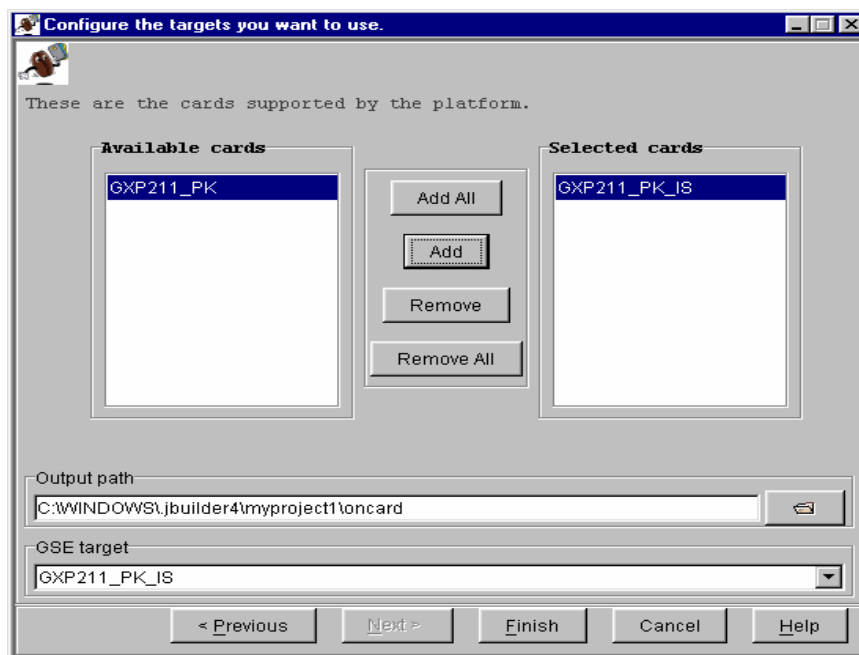 Configure the targets you want to use.
These are the cards supported by the platform.
Available cards
Selected cards
GXP211_PK
GXP211_PK_IS
Add All
Add
Remove
Remove All
Output path
C:\WINDOWS\.jbuilder4\myproject1\oncard
GSE target
GXP211_PK_IS
< Previous
Next >
Finish
Cancel
Help